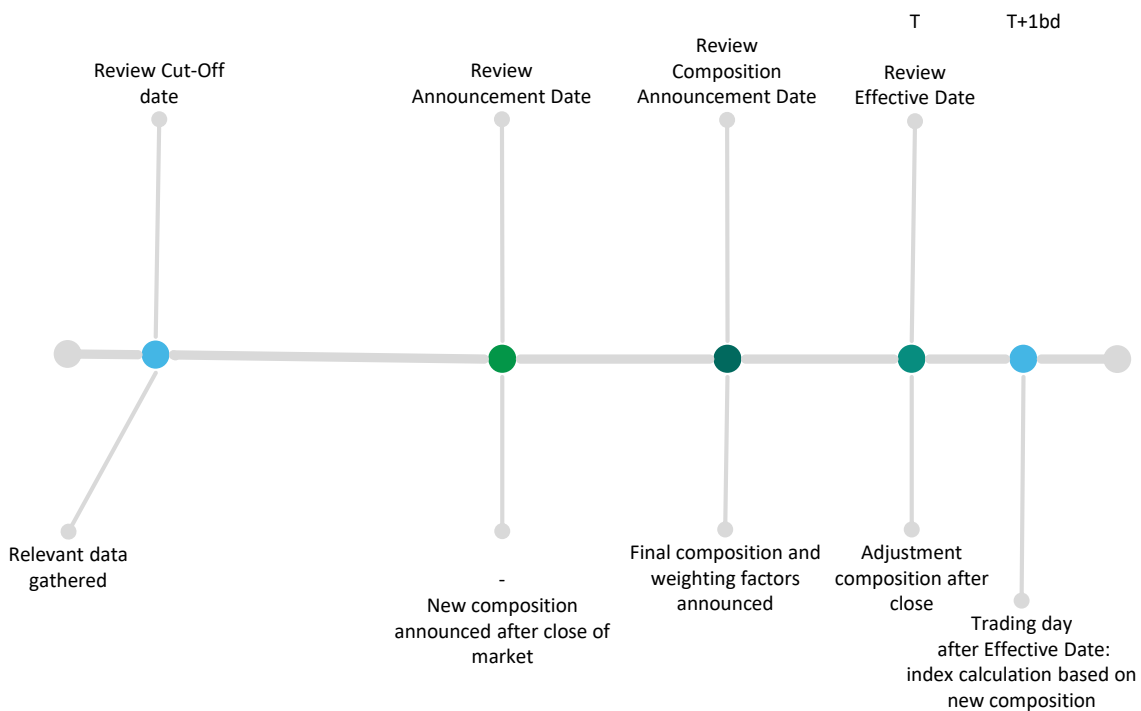 T
T+1bd
Review Cut-Off
date
Review
Announcement Date
Review
Composition
Announcement Date
Review
Effective Date
Relevant data
gathered
-
New composition
announced after close of
market
Final composition and
weighting factors
announced
Adjustment
composition after
close
Trading day
after Effective Date:
index calculation based on
new composition